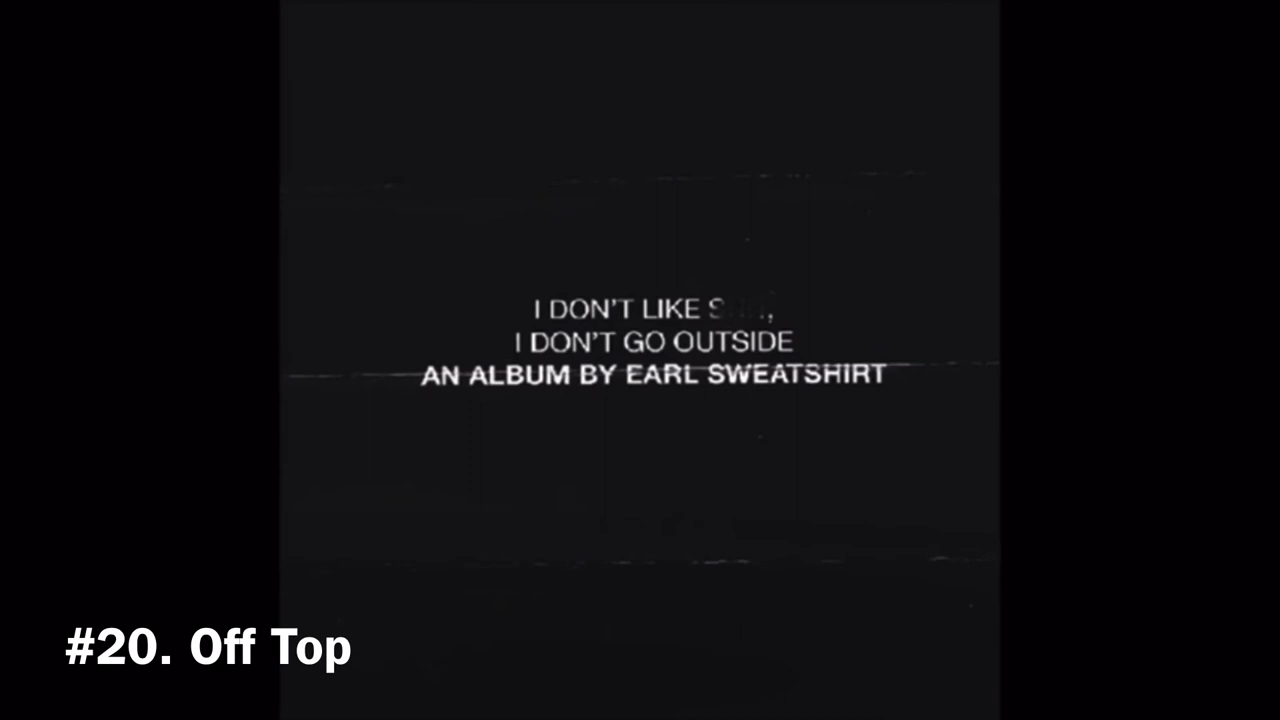 I DON'T LIKE S
I DON'T GO OUTSIDE
AN ALBUM BY EARL SWEATSHIRT
#20. Off Top